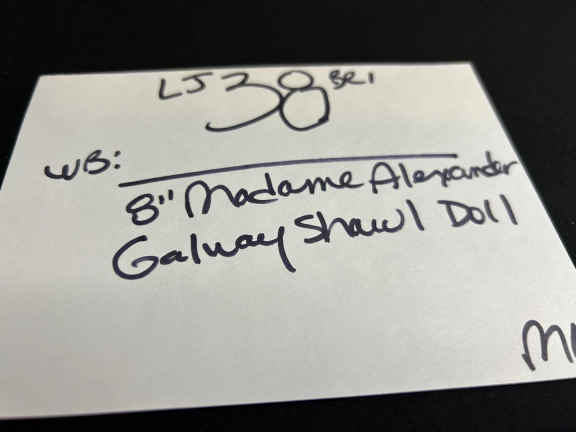 LJ 38 BR1
WB:
8" Madame Alexander
Galway Shawl Doll